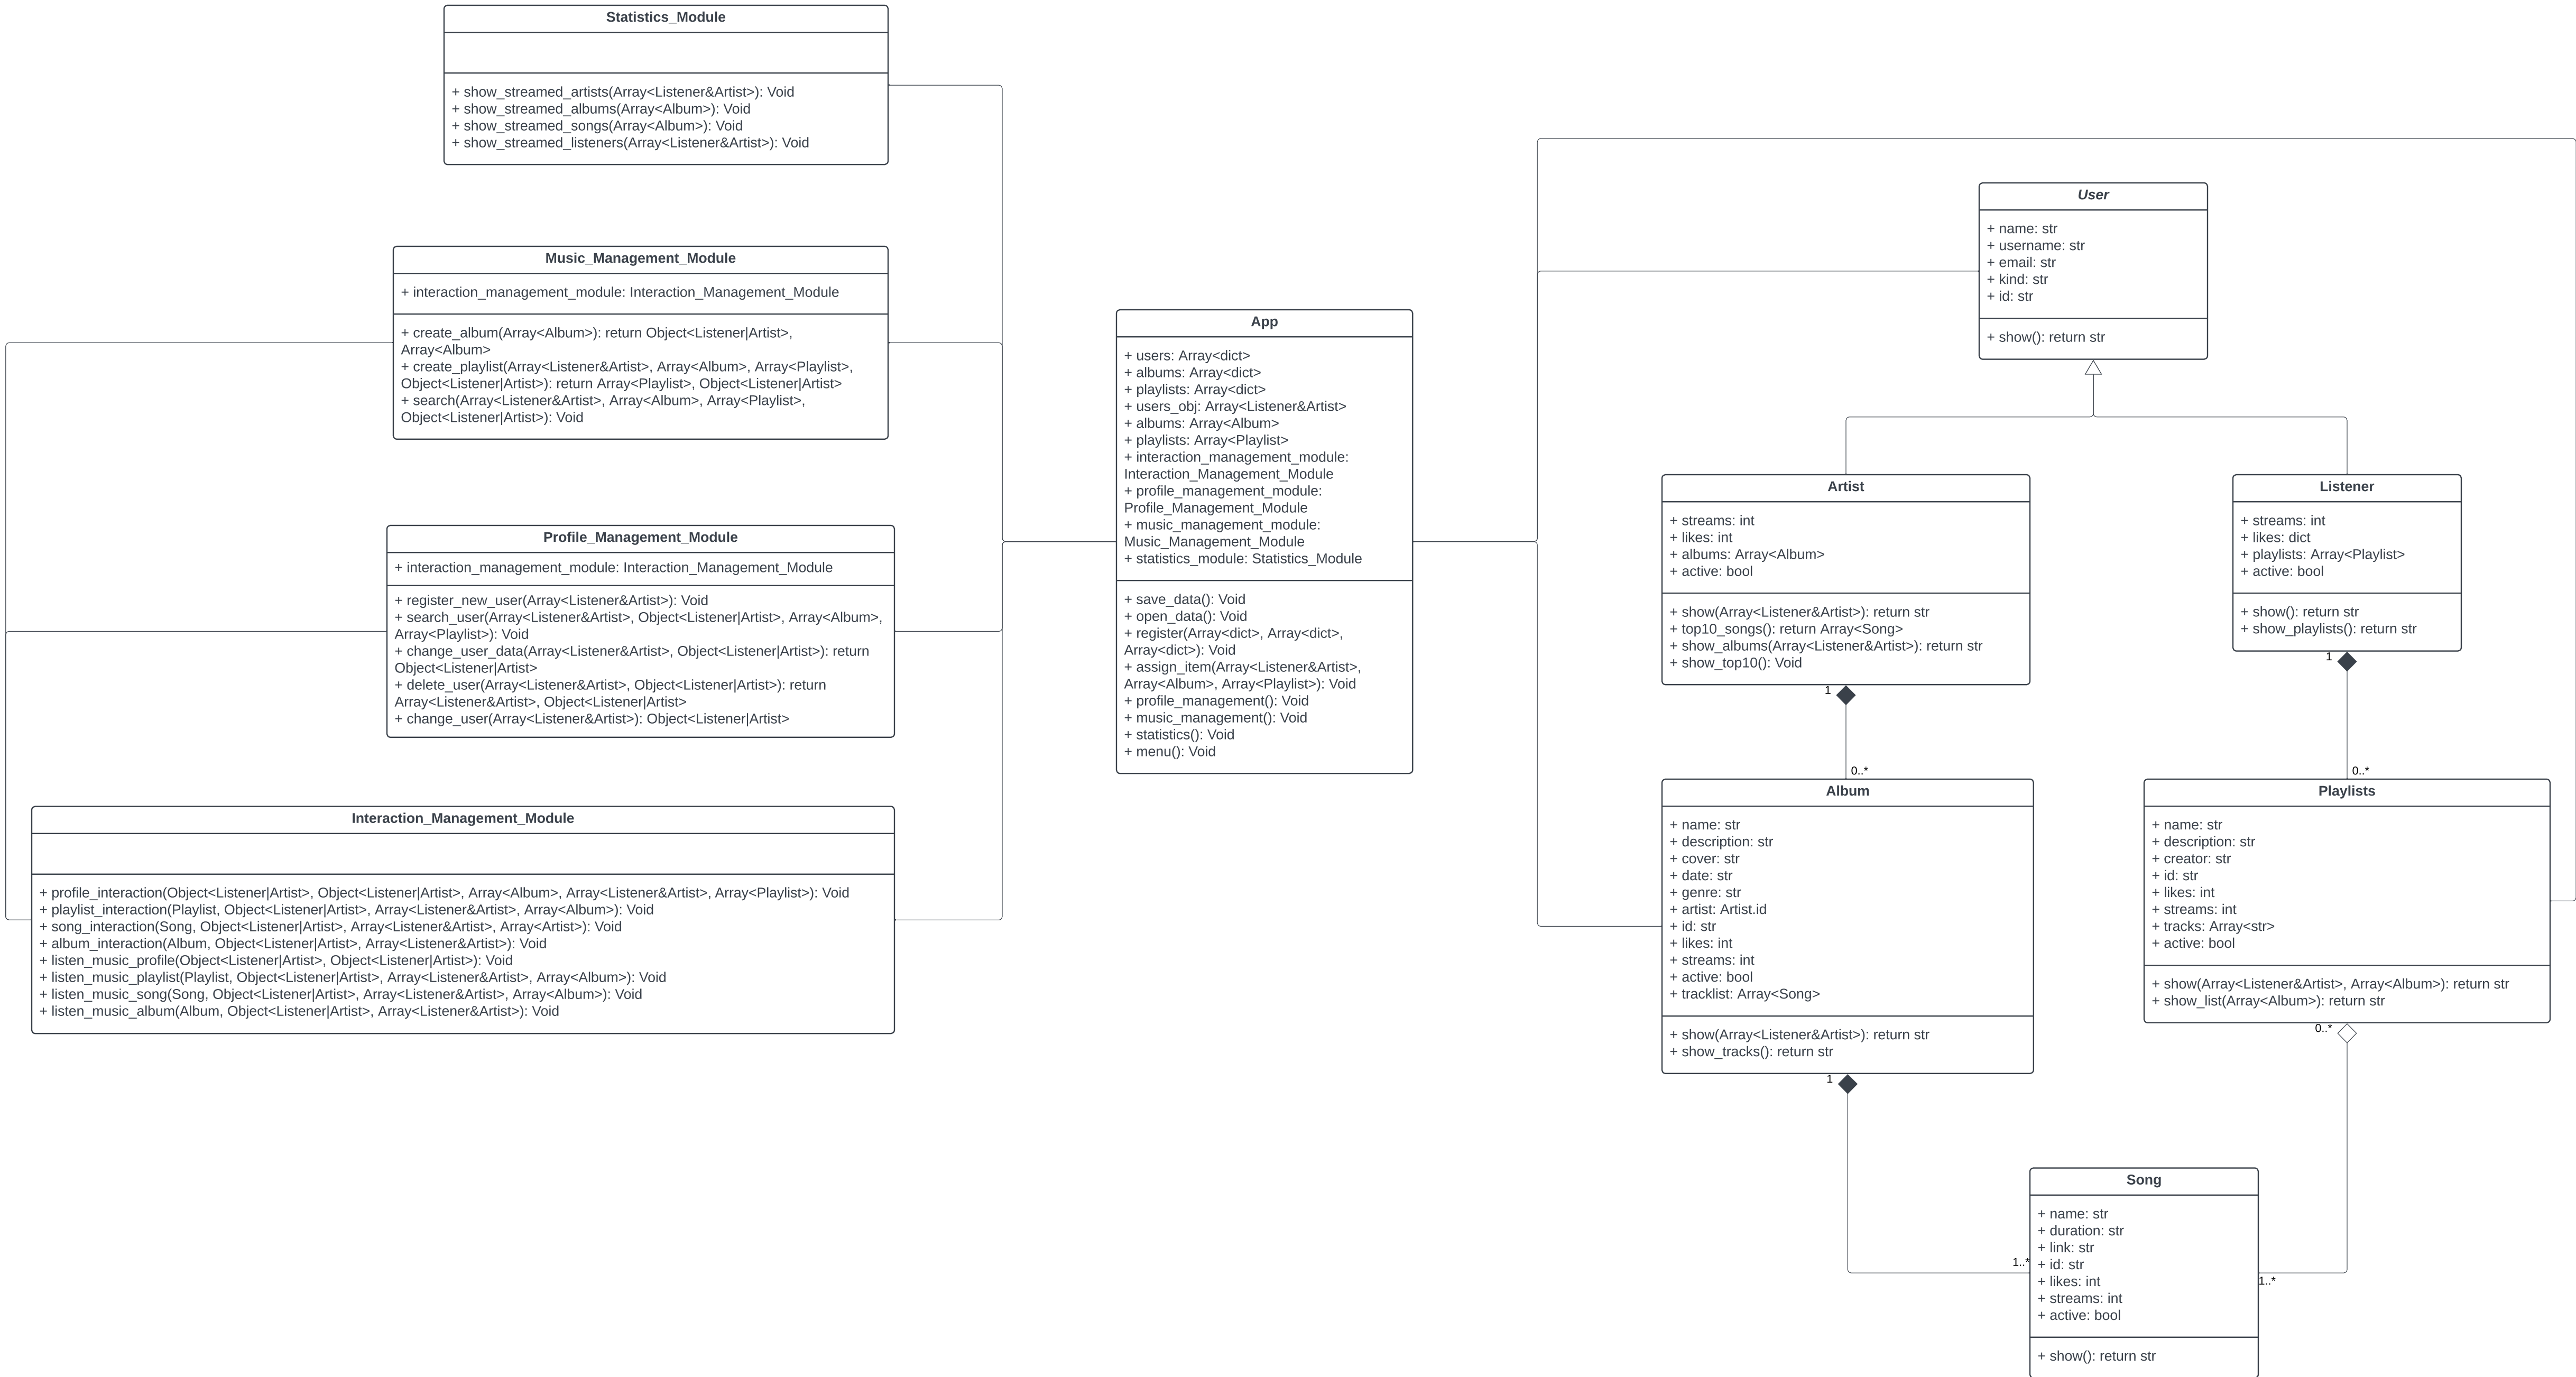 Statistics_Module
+ show_streamed_artists(Array<Listener&Artist>): Void
+ show_streamed_albums(Array<Album>): Void
+ show_streamed_songs(Array<Album>): Void
+ show_streamed_listeners(Array<Listener&Artist>): Void
Music_Management_Module
+ interaction_management_module: Interaction_Management_Module
+ create_album(Array<Album>): return Object<Listener|Artist>,
Array<Album>
+ create_playlist(Array<Listener&Artist>, Array<Album>, Array<Playlist>,
Object<Listener|Artist>): return Array<Playlist>, Object<Listener|Artist>
+ search(Array<Listener&Artist>, Array<Album>, Array<Playlist>,
Object<Listener|Artist>): Void
Profile_Management_Module
+ interaction_management_module: Interaction_Management_Module
+ register_new_user(Array<Listener&Artist>): Void
+ search_user(Array<Listener&Artist>, Object<Listener|Artist>, Array<Album>,
Array<Playlist>): Void
+ change_user_data(Array<Listener&Artist>, Object<Listener|Artist>): return
Object<Listener|Artist>
+ delete_user(Array<Listener&Artist>, Object<Listener|Artist>): return
Array<Listener&Artist>, Object<Listener|Artist>
+ change_user(Array<Listener&Artist>): Object<Listener|Artist>
Interaction_Management_Module
+ profile_interaction(Object<Listener|Artist>, Object<Listener|Artist>, Array<Album>, Array<Listener&Artist>, Array<Playlist>): Void
+ playlist_interaction(Playlist, Object<Listener|Artist>, Array<Listener&Artist>, Array<Album>): Void
+ song_interaction(Song, Object<Listener|Artist>, Array<Listener&Artist>, Array<Artist>): Void
+ album_interaction(Album, Object<Listener|Artist>, Array<Listener&Artist>): Void
+ listen_music_profile(Object<Listener|Artist>, Object<Listener|Artist>): Void
+ listen_music_playlist(Playlist, Object<Listener|Artist>, Array<Listener&Artist>, Array<Album>): Void
+ listen_music_song(Song, Object<Listener|Artist>, Array<Listener&Artist>, Array<Album>): Void
+ listen_music_album(Album, Object<Listener|Artist>, Array<Listener&Artist>): Void
App
+ users: Array<dict>
+ albums: Array<dict>
+ playlists: Array<dict>
+ users_obj: Array<Listener&Artist>
+ albums: Array<Album>
+ playlists: Array<Playlist>
+ interaction_management_module:
Interaction_Management_Module
+ profile_management_module:
Profile_Management_Module
+ music_management_module:
Music_Management_Module
+ statistics_module: Statistics_Module
+ save_data(): Void
+ open_data(): Void
+ register(Array<dict>, Array<dict>,
Array<dict>): Void
+ assign_item(Array<Listener&Artist>,
Array<Album>, Array<Playlist>): Void
+ profile_management(): Void
+ music_management(): Void
+ statistics(): Void
+ menu(): Void
User
+ name: str
+ username: str
+ email: str
+ kind: str
+ id: str
+ show(): return str
Artist
+ streams: int
+ likes: int
+ albums: Array<Album>
+ active: bool
+ show(Array<Listener&Artist>): return str
+ top10_songs(): return Array<Song>
+ show_albums(Array<Listener&Artist>): return str
+ show_top10(): Void
1
0..*
Listener
+ streams: int
+ likes: dict
+ playlists: Array<Playlist>
+ active: bool
+ show(): return str
+ show_playlists(): return str
1
0..*
Album
+ name: str
+ description: str
+ cover: str
+ date: str
+ genre: str
+ artist: Artist.id
+ id: str
+ likes: int
+ streams: int
+ active: bool
+ tracklist: Array<Song>
+ show(Array<Listener&Artist>): return str
+ show_tracks(): return str
1
1..*
Playlists
+ name: str
+ description: str
+ creator: str
+ id: str
+ likes: int
+ streams: int
+ tracks: Array<str>
+ active: bool
+ show(Array<Listener&Artist>, Array<Album>): return str
+ show_list(Array<Album>): return str
0..*
1..*
Song
+ name: str
+ duration: str
+ link: str
+ id: str
+ likes: int
+ streams: int
+ active: bool
+ show(): return str